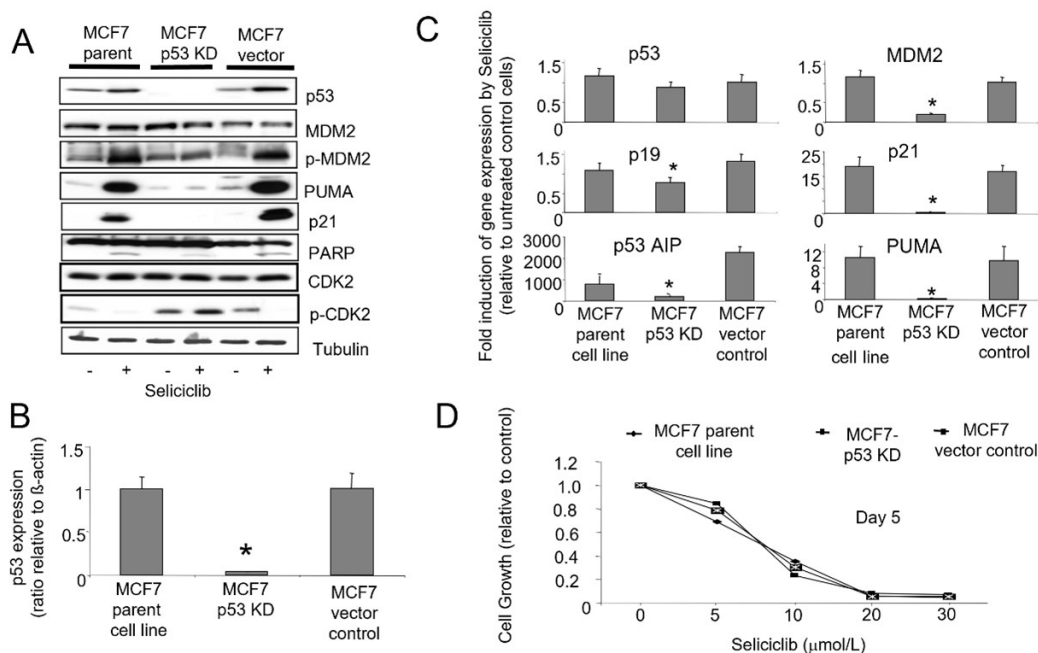 A
MCF7 parent
MCF7 p53 KD
MCF7 vector
p53
MDM2
p-MDM2
PUMA
p21
PARP
CDK2
p-CDK2
Tubulin
- + - + - +
Seliciclib
B
p53 expression
(ratio relative to ß-actin)
1.5
1
0.5
0
MCF7 parent cell line
MCF7 p53 KD
MCF7 vector control
*
C
Fold induction of gene expression by Seliciclib
(relative to untreated control cells)
p53
1.5
0.5
0
MDM2
1.5
0.5
0
*
p19
1.5
0.5
0
*
p21
25
15
5
0
*
p53 AIP
3000
2000
1000
0
*
PUMA
12
8
4
0
*
MCF7 parent cell line
MCF7 p53 KD
MCF7 vector control
MCF7 parent cell line
MCF7 p53 KD
MCF7 vector control
D
MCF7 parent cell line
MCF7-p53 KD
MCF7 vector control
Day 5
Cell Growth (relative to control)
1.2
1.0
0.8
0.6
0.4
0.2
0
0 5 10 20 30
Seliciclib (µmol/L)